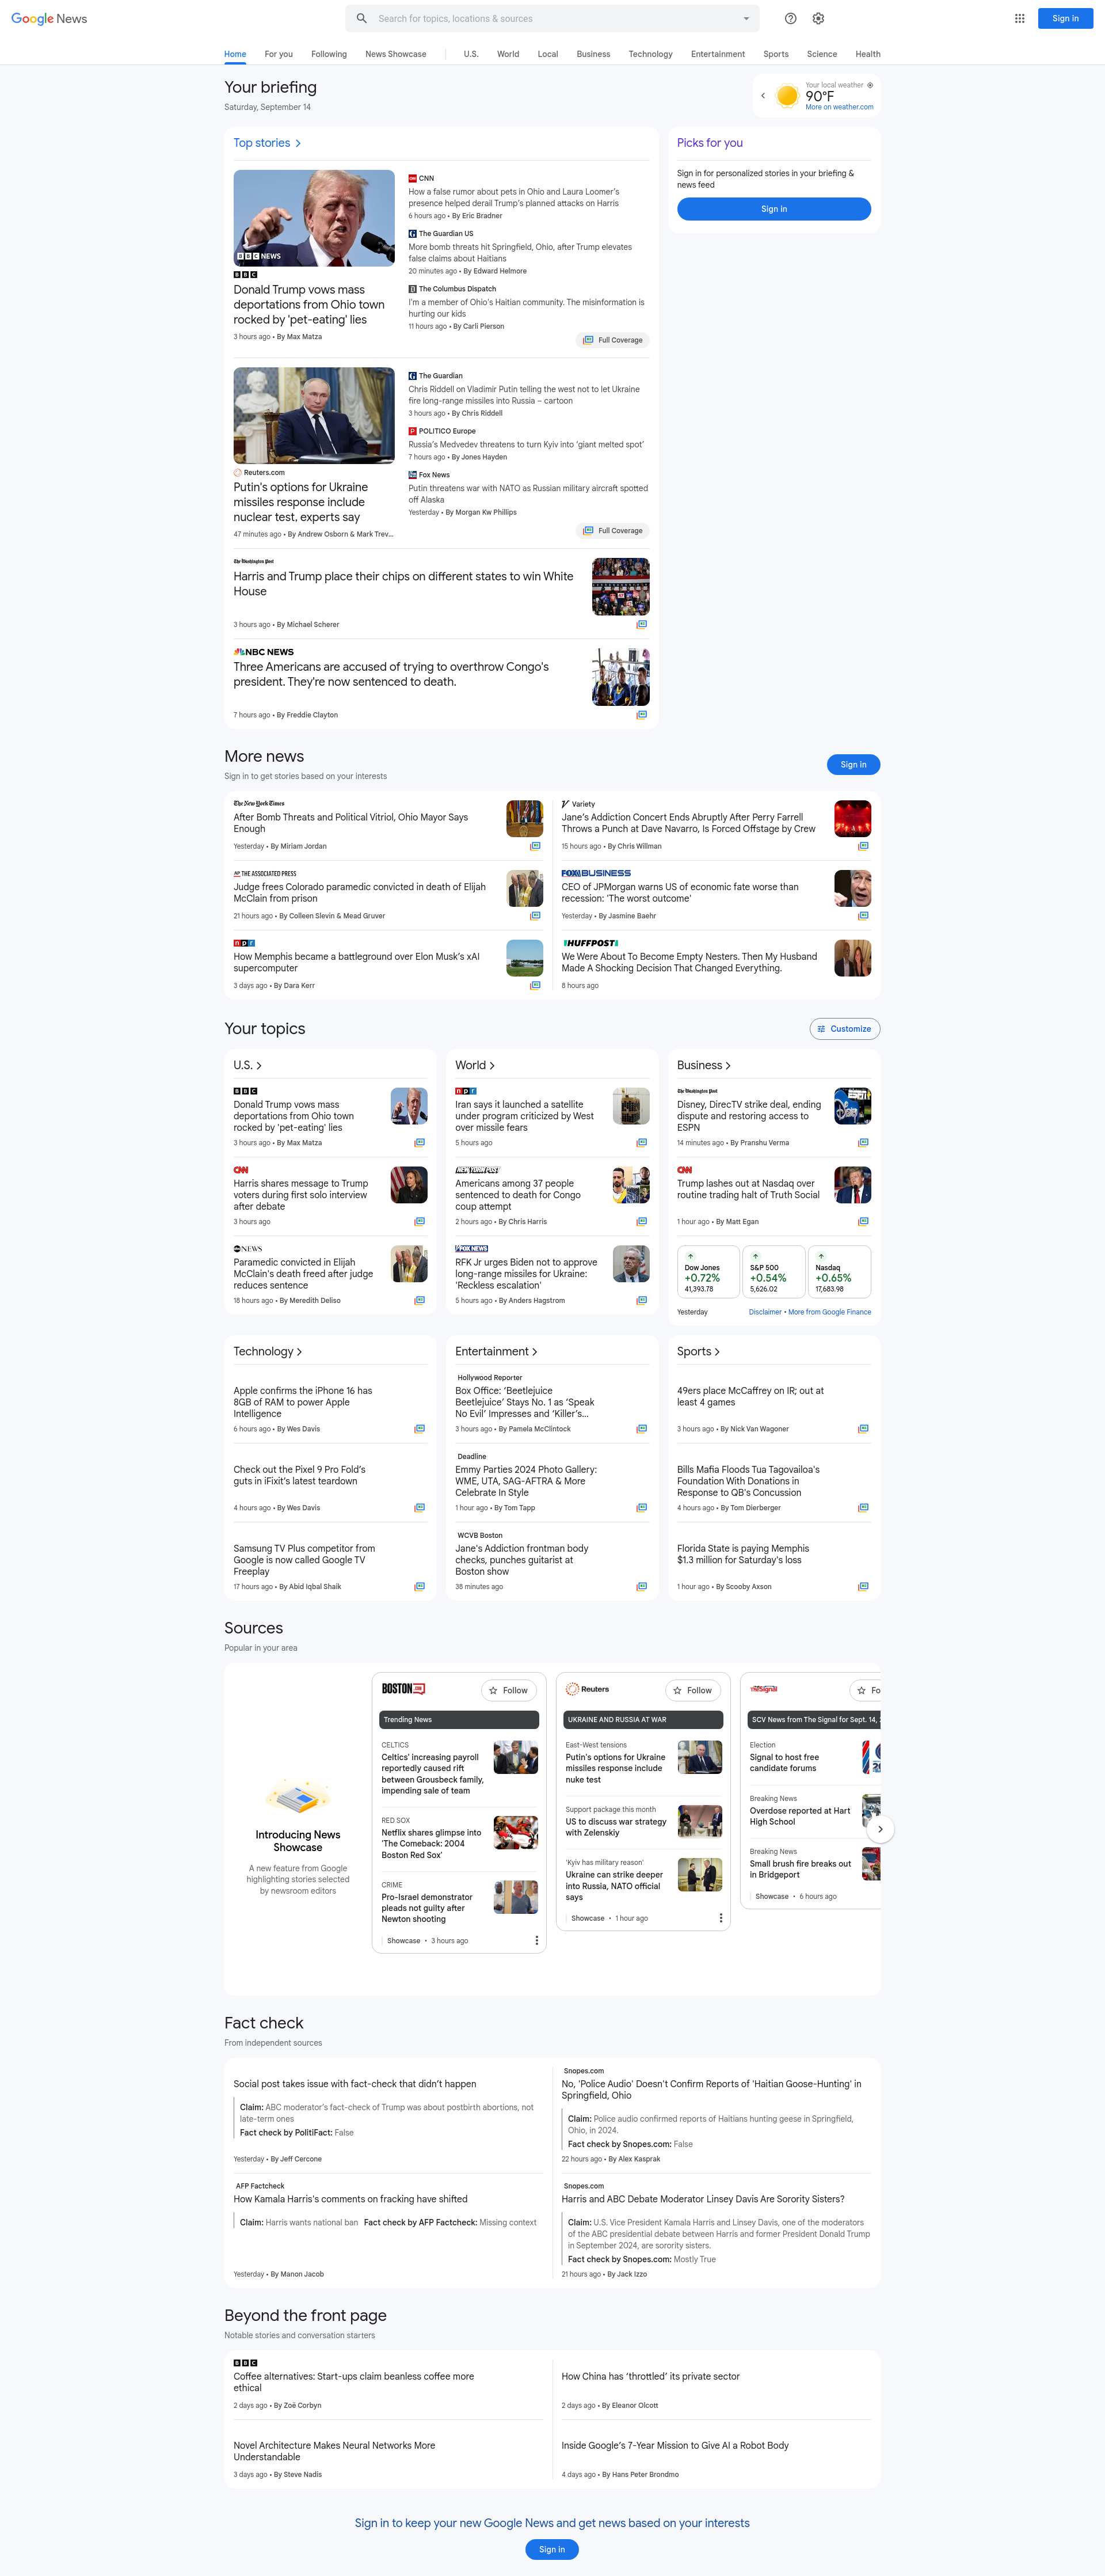 Google News
Search for topics, locations & sources
Sign in
Home
For you
Following
News Showcase
U.S.
World
Local
Business
Technology
Entertainment
Sports
Science
Health
Your briefing
Saturday, September 14
Your local weather
90°F
More on weather.com
Top stories
BBC NEWS
BBC
Donald Trump vows mass
deportations from Ohio town
rocked by 'pet-eating' lies
3 hours ago • By Max Matza
CNN
How a false rumor about pets in Ohio and Laura Loomer's
presence helped derail Trump's planned attacks on Harris
6 hours ago • By Eric Bradner
The Guardian US
More bomb threats hit Springfield, Ohio, after Trump elevates
false claims about Haitians
20 minutes ago • By Edward Helmore
The Columbus Dispatch
I'm a member of Ohio's Haitian community. The misinformation is
hurting our kids
11 hours ago • By Carli Pierson
Full Coverage
Picks for you
Sign in for personalized stories in your briefing &
news feed
Sign in
Reuters.com
Putin's options for Ukraine
missiles response include
nuclear test, experts say
47 minutes ago • By Andrew Osborn & Mark Trev...
The Guardian
Chris Riddell on Vladimir Putin telling the west not to let Ukraine
fire long-range missiles into Russia – cartoon
3 hours ago • By Chris Riddell
POLITICO Europe
Russia's Medvedev threatens to turn Kyiv into 'giant melted spot'
7 hours ago • By Jones Hayden
Fox News
Putin threatens war with NATO as Russian military aircraft spotted
off Alaska
Yesterday • By Morgan Kw Phillips
Full Coverage
The Washington Post
Harris and Trump place their chips on different states to win White
House
3 hours ago • By Michael Scherer
NBC NEWS
Three Americans are accused of trying to overthrow Congo's
president. They're now sentenced to death.
7 hours ago • By Freddie Clayton
More news
Sign in to get stories based on your interests
Sign in
The New York Times
After Bomb Threats and Political Vitriol, Ohio Mayor Says
Enough
Yesterday • By Miriam Jordan
Variety
Jane's Addiction Concert Ends Abruptly After Perry Farrell
Throws a Punch at Dave Navarro, Is Forced Offstage by Crew
15 hours ago • By Chris Willman
AP THE ASSOCIATED PRESS
Judge frees Colorado paramedic convicted in death of Elijah
McClain from prison
21 hours ago • By Colleen Slevin & Mead Gruver
FOX BUSINESS
CEO of JPMorgan warns US of economic fate worse than
recession: 'The worst outcome'
Yesterday • By Jasmine Baehr
npr
How Memphis became a battleground over Elon Musk's xAI
supercomputer
3 days ago • By Dara Kerr
HUFFPOST
We Were About To Become Empty Nesters. Then My Husband
Made A Shocking Decision That Changed Everything.
8 hours ago
Your topics
Customize
U.S.
BBC
Donald Trump vows mass
deportations from Ohio town
rocked by 'pet-eating' lies
3 hours ago • By Max Matza
CNN
Harris shares message to Trump
voters during first solo interview
after debate
3 hours ago
abc NEWS
Paramedic convicted in Elijah
McClain's death freed after judge
reduces sentence
18 hours ago • By Meredith Deliso
World
npr
Iran says it launched a satellite
under program criticized by West
over missile fears
5 hours ago
NEW YORK POST
Americans among 37 people
sentenced to death for Congo
coup attempt
2 hours ago • By Chris Harris
FOX NEWS
RFK Jr urges Biden not to approve
long-range missiles for Ukraine:
'Reckless escalation'
5 hours ago • By Anders Hagstrom
Business
The Washington Post
Disney, DirecTV strike deal, ending
dispute and restoring access to
ESPN
14 minutes ago • By Pranshu Verma
CNN
Trump lashes out at Nasdaq over
routine trading halt of Truth Social
1 hour ago • By Matt Egan
Dow Jones
+0.72%
41,393.78
S&P 500
+0.54%
5,626.02
Nasdaq
+0.65%
17,683.98
Yesterday
Disclaimer • More from Google Finance
Technology
Apple confirms the iPhone 16 has
8GB of RAM to power Apple
Intelligence
6 hours ago • By Wes Davis
Check out the Pixel 9 Pro Fold's
guts in iFixit's latest teardown
4 hours ago • By Wes Davis
Samsung TV Plus competitor from
Google is now called Google TV
Freeplay
17 hours ago • By Abid Iqbal Shaik
Entertainment
Hollywood Reporter
Box Office: 'Beetlejuice
Beetlejuice' Stays No. 1 as 'Speak
No Evil' Impresses and 'Killer's...
3 hours ago • By Pamela McClintock
Deadline
Emmy Parties 2024 Photo Gallery:
WME, UTA, SAG-AFTRA & More
Celebrate In Style
1 hour ago • By Tom Tapp
WCVB Boston
Jane's Addiction frontman body
checks, punches guitarist at
Boston show
38 minutes ago
Sports
49ers place McCaffrey on IR; out at
least 4 games
3 hours ago • By Nick Van Wagoner
Bills Mafia Floods Tua Tagovailoa's
Foundation With Donations in
Response to QB's Concussion
4 hours ago • By Tom Dierberger
Florida State is paying Memphis
$1.3 million for Saturday's loss
1 hour ago • By Scooby Axson
Sources
Popular in your area
Introducing News
Showcase
A new feature from Google
highlighting stories selected
by newsroom editors
BOSTON.COM
Follow
Trending News
CELTICS
Celtics' increasing payroll
reportedly caused rift
between Grousbeck family,
impending sale of team
RED SOX
Netflix shares glimpse into
'The Comeback: 2004
Boston Red Sox'
CRIME
Pro-Israel demonstrator
pleads not guilty after
Newton shooting
Showcase • 3 hours ago
Reuters
Follow
UKRAINE AND RUSSIA AT WAR
East-West tensions
Putin's options for Ukraine
missiles response include
nuke test
Support package this month
US to discuss war strategy
with Zelenskiy
'Kyiv has military reason'
Ukraine can strike deeper
into Russia, NATO official
says
Showcase • 1 hour ago
The Signal
Fo
SCV News from The Signal for Sept. 14,
Election
Signal to host free
candidate forums
Breaking News
Overdose reported at Hart
High School
Breaking News
Small brush fire breaks out
in Bridgeport
Showcase • 6 hours ago
Fact check
From independent sources
Social post takes issue with fact-check that didn't happen
Claim: ABC moderator's fact-check of Trump was about postbirth abortions, not
late-term ones
Fact check by PolitiFact: False
Yesterday • By Jeff Cercone
Snopes.com
No, 'Police Audio' Doesn't Confirm Reports of 'Haitian Goose-Hunting' in
Springfield, Ohio
Claim: Police audio confirmed reports of Haitians hunting geese in Springfield,
Ohio, in 2024.
Fact check by Snopes.com: False
22 hours ago • By Alex Kasprak
AFP Factcheck
How Kamala Harris's comments on fracking have shifted
Claim: Harris wants national ban Fact check by AFP Factcheck: Missing context
Yesterday • By Manon Jacob
Snopes.com
Harris and ABC Debate Moderator Linsey Davis Are Sorority Sisters?
Claim: U.S. Vice President Kamala Harris and Linsey Davis, one of the moderators
of the ABC presidential debate between Harris and former President Donald Trump
in September 2024, are sorority sisters.
Fact check by Snopes.com: Mostly True
21 hours ago • By Jack Izzo
Beyond the front page
Notable stories and conversation starters
BBC
Coffee alternatives: Start-ups claim beanless coffee more
ethical
2 days ago • By Zoë Corbyn
How China has 'throttled' its private sector
2 days ago • By Eleanor Olcott
Novel Architecture Makes Neural Networks More
Understandable
3 days ago • By Steve Nadis
Inside Google's 7-Year Mission to Give AI a Robot Body
4 days ago • By Hans Peter Brondmo
Sign in to keep your new Google News and get news based on your interests
Sign in